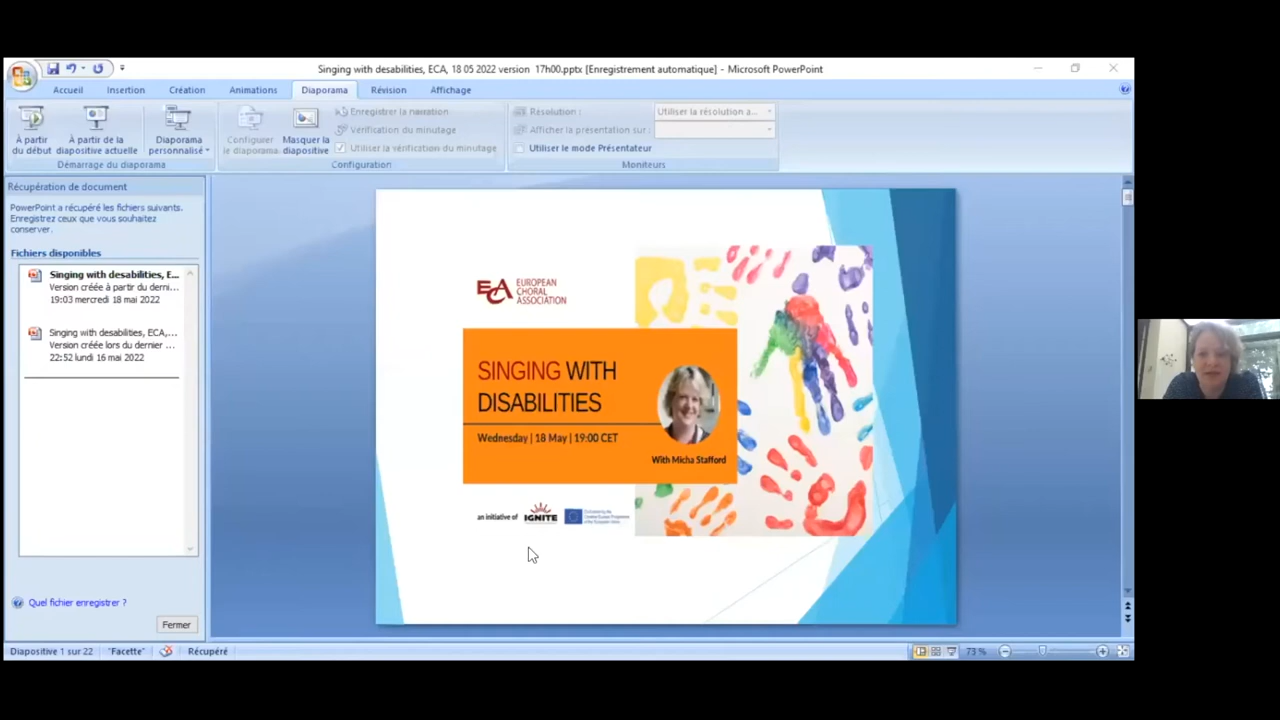 Singing with desabilities, ECA, 18 05 2022 version 17h00.pptx [Enregistrement automatique] - Microsoft PowerPoint
Accueil Insertion Création Animations Diaporama Révision Affichage
À partir du début
À partir de la diapositive actuelle
Diaporama personnalisé
Démarrage du diaporama
Configurer le diaporama
Masquer la diapositive
Enregistrer la narration
Vérification du minutage
Utiliser la vérification du minutage
Configuration
Résolution : Utiliser la résolution a...
Afficher la présentation sur :
Utiliser le mode Présentateur
Moniteurs
Récupération de document
PowerPoint a récupéré les fichiers suivants.
Enregistrez ceux que vous souhaitez
conserver.
Fichiers disponibles
Singing with desabilities, E...
Version créée à partir du derni...
19:03 mercredi 18 mai 2022
Singing with desabilities, ECA,...
Version créée lors du dernier ...
22:52 lundi 16 mai 2022
Quel fichier enregistrer ?
Fermer
ECA EUROPEAN
CHORAL
ASSOCIATION
SINGING WITH
DISABILITIES
Wednesday | 18 May | 19:00 CET
With Micha Stafford
an initiative of IGNITE
Diapositive 1 sur 22 "Facette" Récupéré 73 %